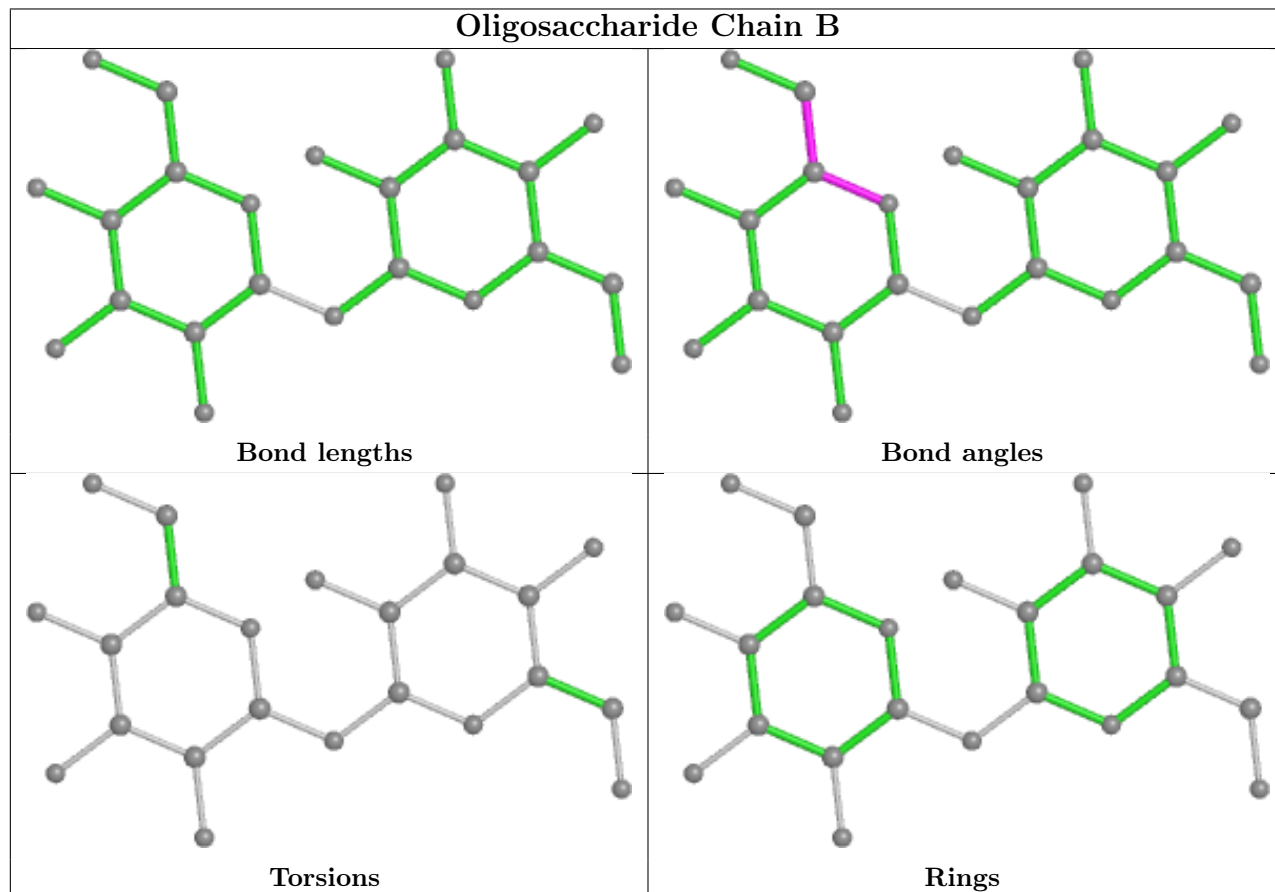 Oligosaccharide Chain B
Bond lengths
Bond angles
Torsions
Rings